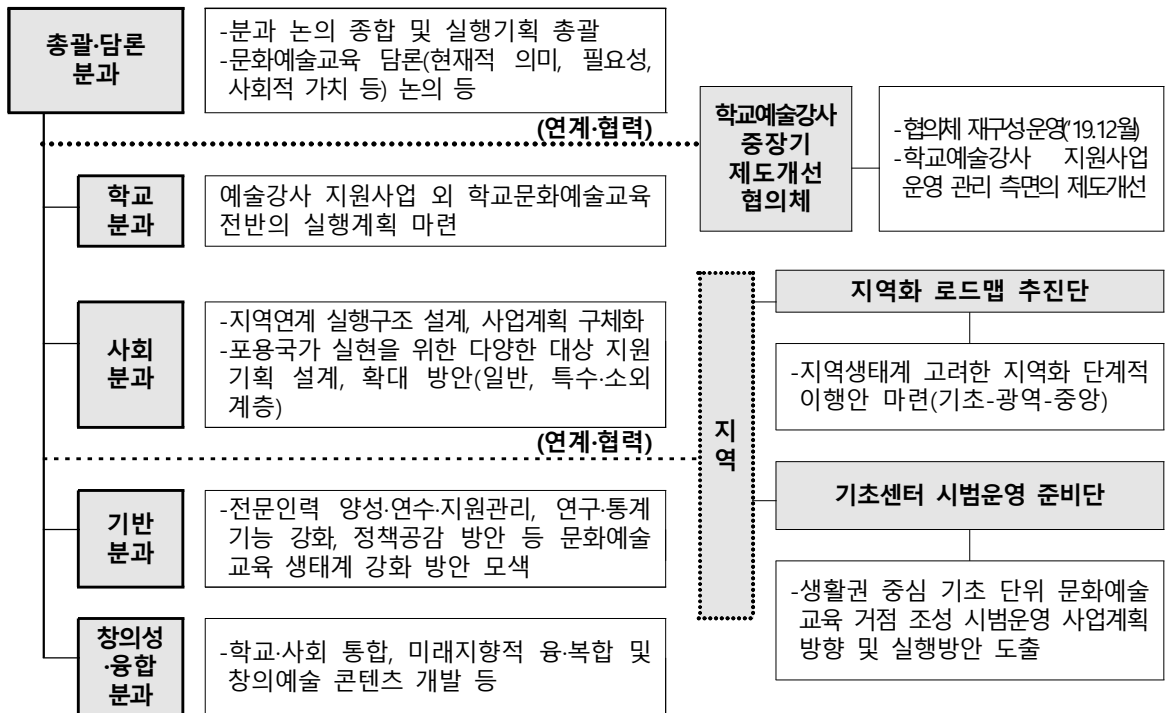 총괄·담론
분과
-분과 논의 종합 및 실행기획 총괄
-문화예술교육 담론(현재적 의미, 필요성,
사회적 가치 등) 논의 등
(연계·협력)
학교예술강사
중장기
제도개선
협의체
-협의체 재구성·운영('19.12월)
-학교예술강사 지원사업
운영 관리 측면의 제도개선
학교
분과
예술강사 지원사업 외 학교문화예술교육
전반의 실행계획 마련
사회
분과
-지역연계 실행구조 설계, 사업계획 구체화
-포용국가 실현을 위한 다양한 대상 지원
기획 설계, 확대 방안(일반, 특수·소외
계층)
(연계·협력)
지
역
지역화 로드맵 추진단
-지역생태계 고려한 지역화 단계적
이행안 마련(기초-광역-중앙)
기초센터 시범운영 준비단
-생활권 중심 기초 단위 문화예술
교육 거점 조성 시범운영 사업계획
방향 및 실행방안 도출
기반
분과
-전문인력 양성·연수·지원관리, 연구·통계
기능 강화, 정책공감 방안 등 문화예술
교육 생태계 강화 방안 모색
창의성
·융합
분과
-학교·사회 통합, 미래지향적 융·복합 및
창의예술 콘텐츠 개발 등